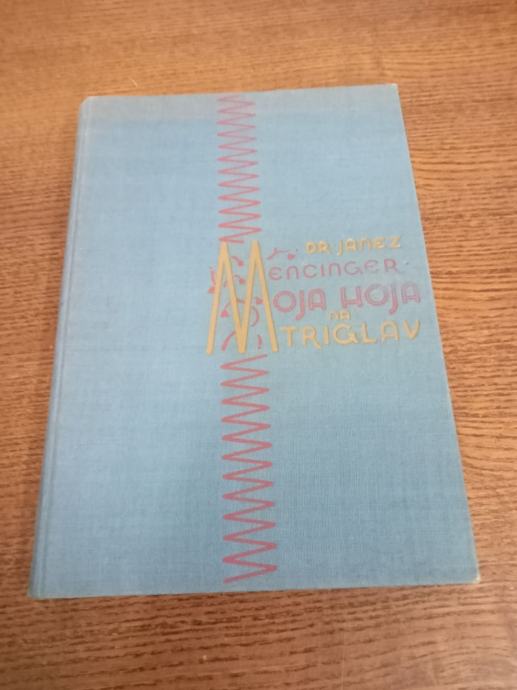 DR. JANEZ
MENCINGER
MOJA HOJA
NA
TRIGLAV